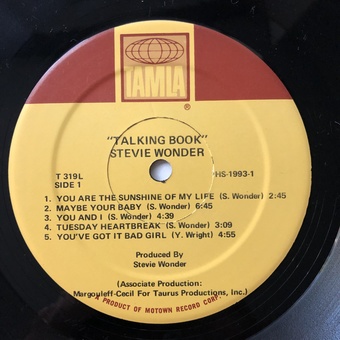 TAMLA
®
"TALKING BOOK"
STEVIE WONDER
T 319L
SIDE 1
HS-1993-1
1. YOU ARE THE SUNSHINE OF MY LIFE (S. Wonder) 2:45
2. MAYBE YOUR BABY (S. Wonder) 6:45
3. YOU AND I (S. Wonder) 4:39
4. TUESDAY HEARTBREAK (S. Wonder) 3:09
5. YOU'VE GOT IT BAD GIRL (Y. Wright) 4:55
Produced By
Stevie Wonder
(Associate Production:
Margouleff-Cecil For Taurus Productions, Inc.)
A PRODUCT OF MOTOWN RECORD CORP.